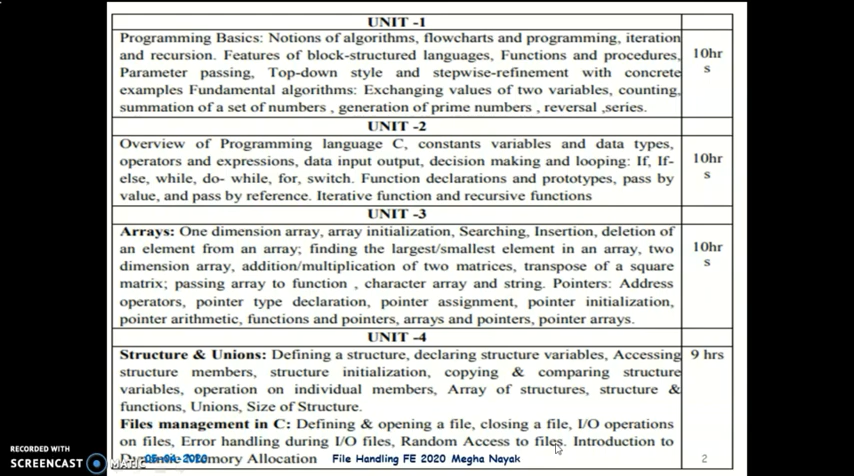 UNIT -1
Programming Basics: Notions of algorithms, flowcharts and programming, iteration
and recursion. Features of block-structured languages, Functions and procedures,
Parameter passing, Top-down style and stepwise-refinement with concrete
examples Fundamental algorithms: Exchanging values of two variables, counting,
summation of a set of numbers , generation of prime numbers , reversal ,series.
10hr
s
UNIT -2
Overview of Programming language C, constants variables and data types,
operators and expressions, data input output, decision making and looping: If, If-
else, while, do- while, for, switch. Function declarations and prototypes, pass by
value, and pass by reference. Iterative function and recursive functions
10hr
s
UNIT -3
Arrays: One dimension array, array initialization, Searching, Insertion, deletion of
an element from an array; finding the largest/smallest element in an array, two
dimension array, addition/multiplication of two matrices, transpose of a square
matrix; passing array to function , character array and string. Pointers: Address
operators, pointer type declaration, pointer assignment, pointer initialization,
pointer arithmetic, functions and pointers, arrays and pointers, pointer arrays.
10hr
s
UNIT -4
Structure & Unions: Defining a structure, declaring structure variables, Accessing
structure members, structure initialization, copying & comparing structure
variables, operation on individual members, Array of structures, structure &
functions, Unions, Size of Structure.
Files management in C: Defining & opening a file, closing a file, I/O operations
on files, Error handling during I/O files, Random Access to files. Introduction to
Memory Allocation
9 hrs
05-04-2020
File Handling FE 2020 Megha Nayak
2
RECORDED WITH
SCREENCAST MATIC